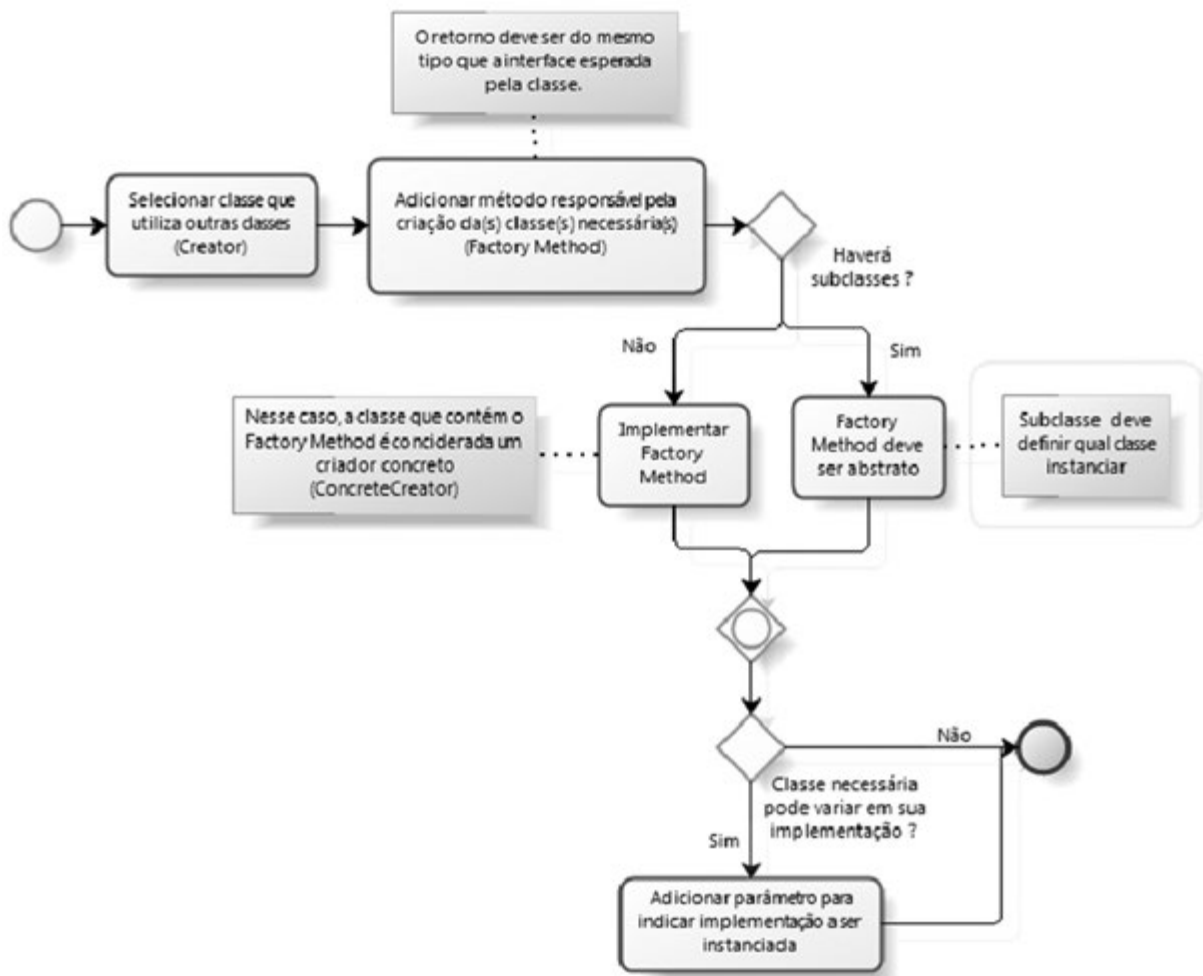 O retorno deve ser do mesmo
tipo que a interface esperada
pela classe.
Selecionar classe que
utiliza outras classes
(Creator)
Adicionar método responsável pela
criação da(s) classe(s) necessária(s)
(Factory Method)
Haverá
subclasses ?
Não
Sim
Nesse caso, a classe que contém o
Factory Method é conciderada um
criador concreto
(ConcreteCreator)
Implementar
Factory
Method
Factory
Method deve
ser abstrato
Subclasse deve
definir qual classe
instanciar
Não
Classe necessária
pode variar em sua
implementação ?
Sim
Adicionar parâmetro para
indicar implementação a ser
instanciada